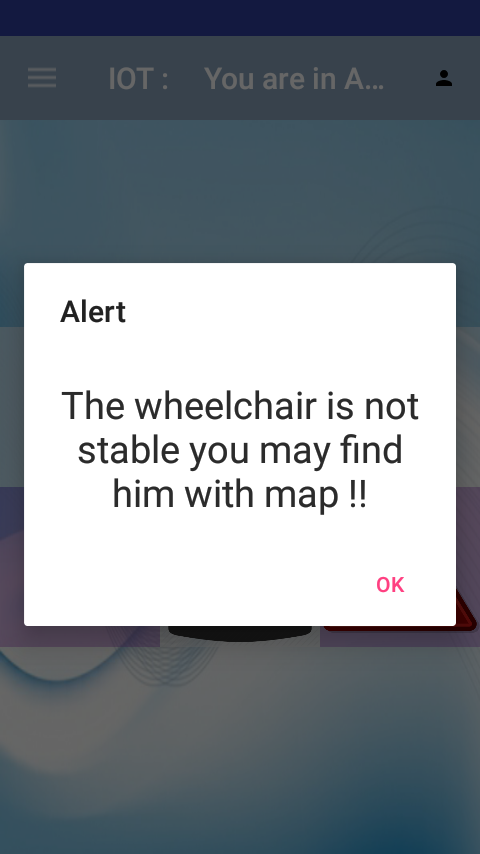 IOT : You are in A...
Alert
The wheelchair is not
stable you may find
him with map !!
OK